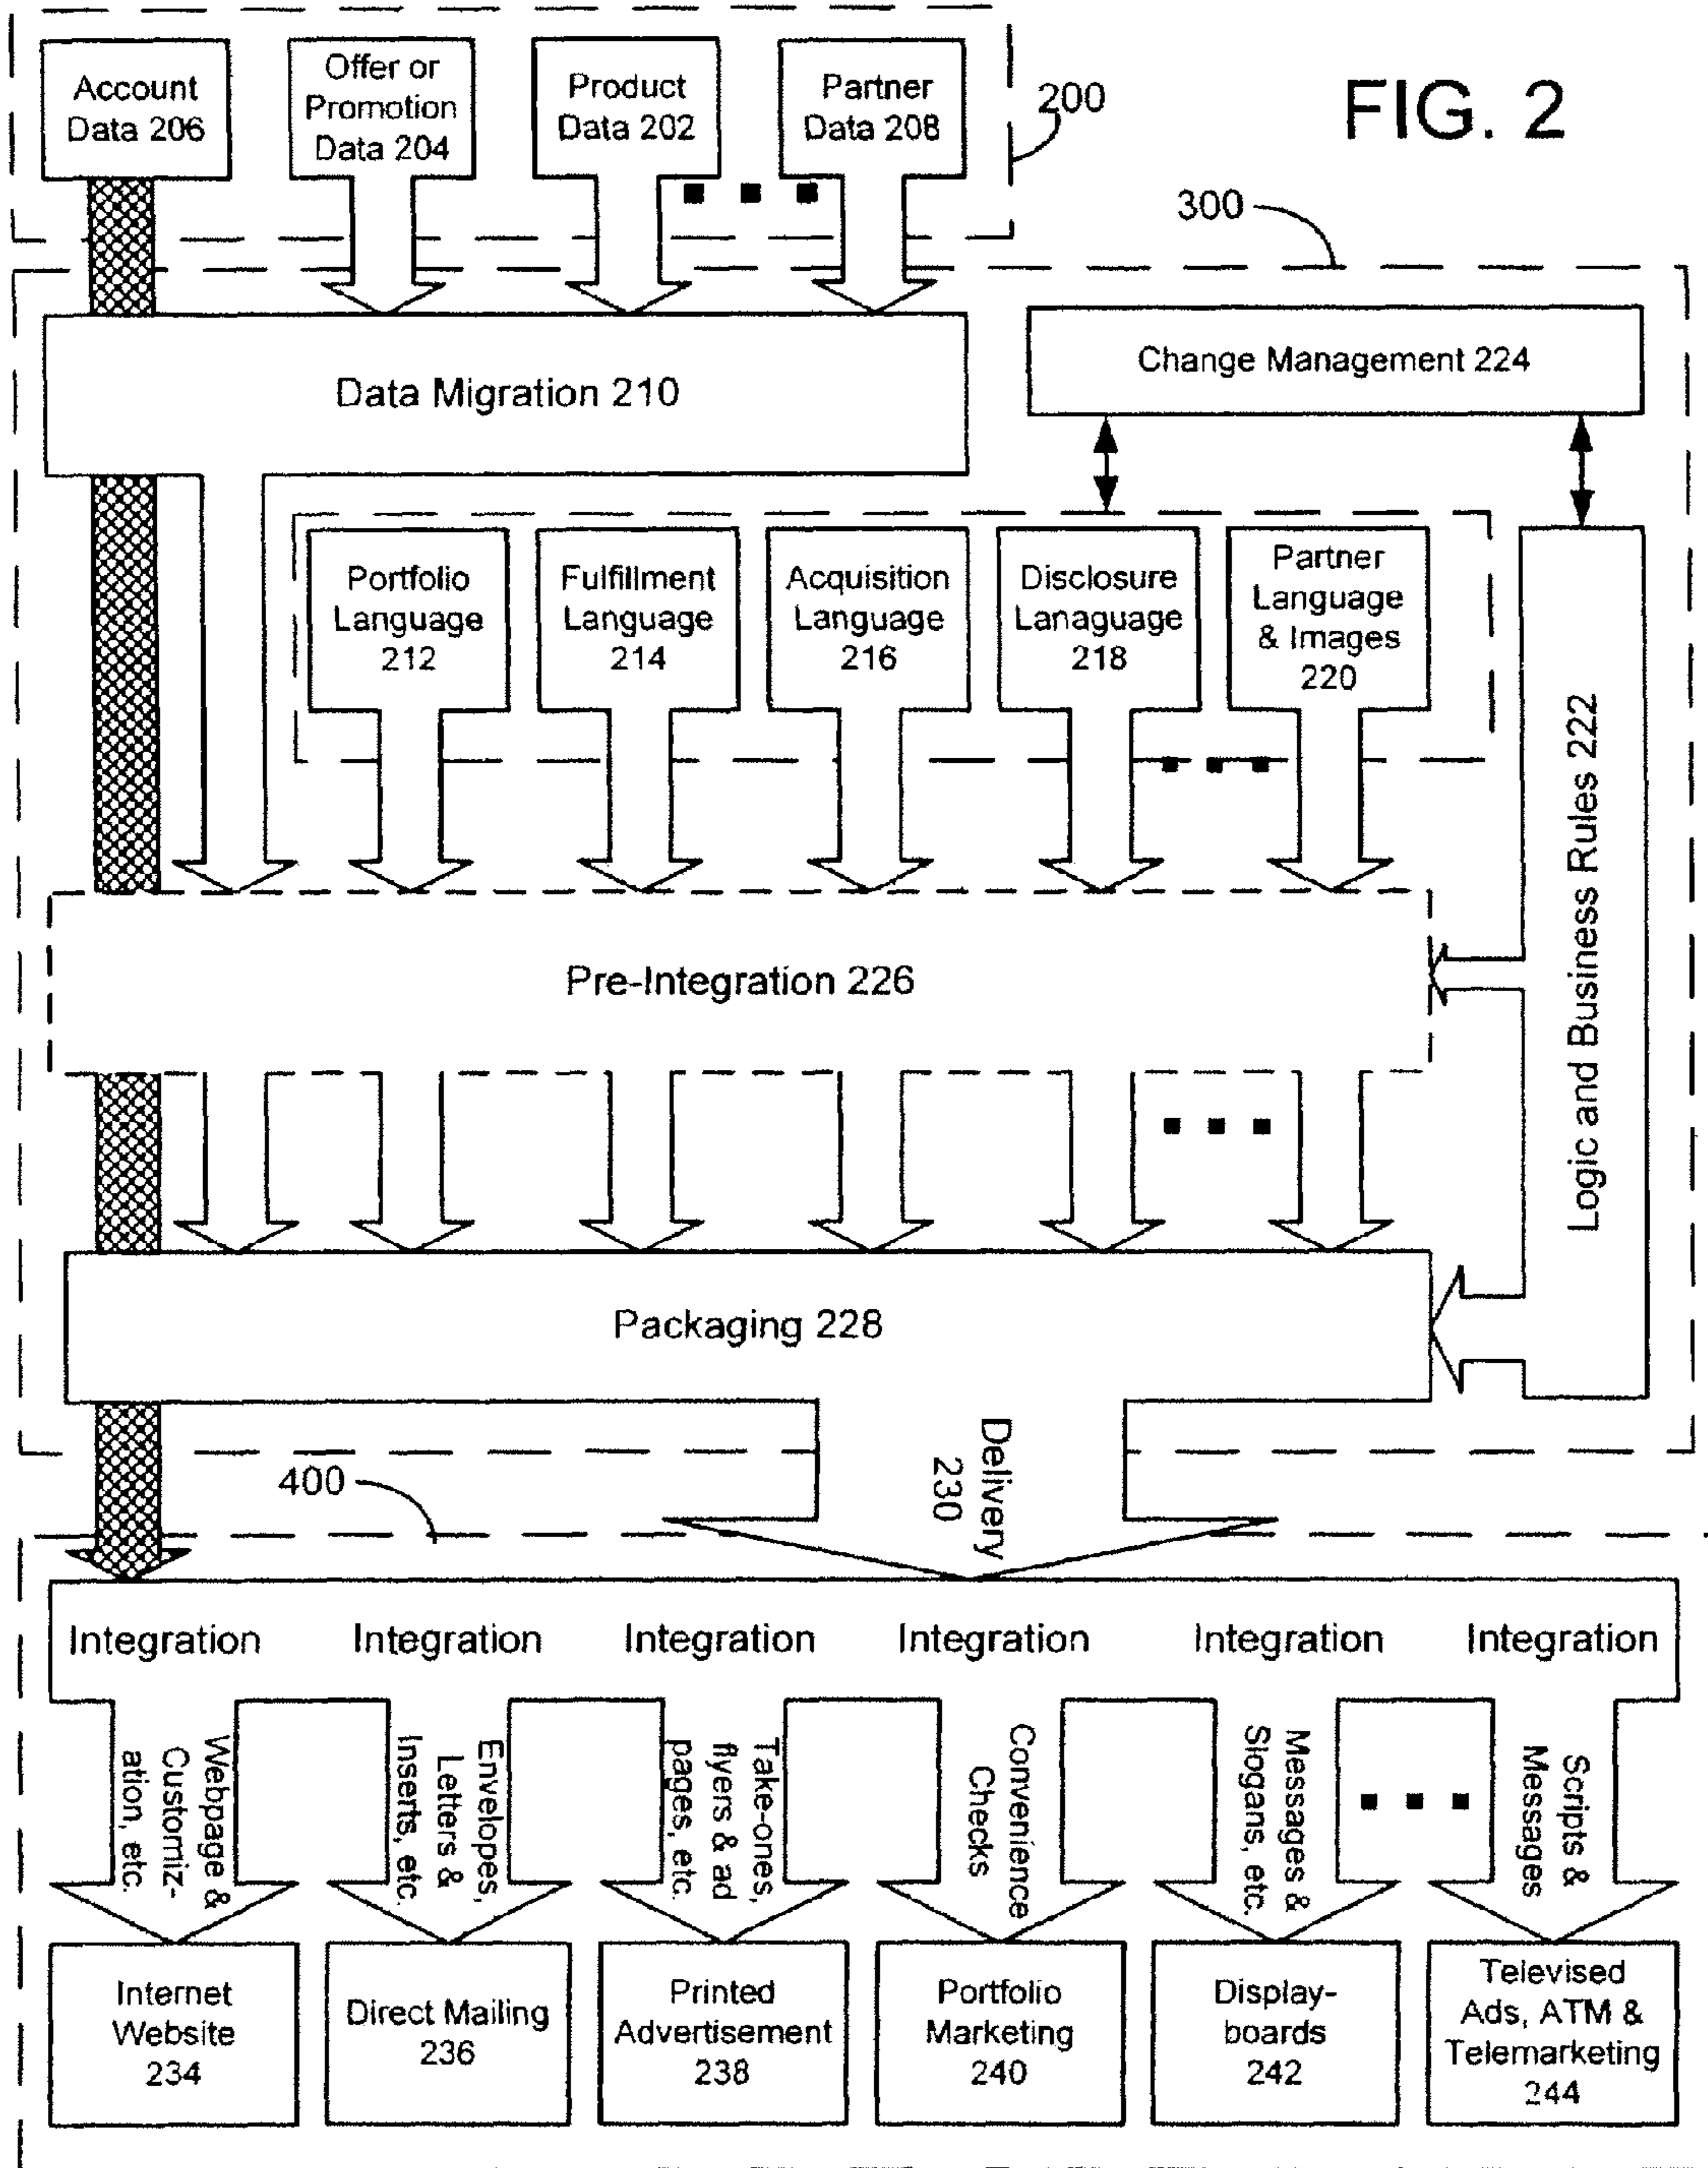 FIG. 2
Account
Data 206
Offer or
Promotion
Data 204
Product
Data 202
Partner
Data 208
200
300
Data Migration 210
Change Management 224
Portfolio
Language
212
Fulfillment
Language
214
Acquisition
Language
216
Disclosure
Lanaguage
218
Partner
Language
& Images
220
Logic and Business Rules 222
Pre-Integration 226
Packaging 228
Delivery
230
400
Integration
Integration
Integration
Integration
Integration
Integration
Webpage &
Customiz-
ation, etc.
Envelopes,
Letters &
Inserts, etc.
Take-ones,
flyers & ad
pages, etc.
Convenience
Checks
Messages &
Slogans, etc.
Scripts &
Messages
Internet
Website
234
Direct Mailing
236
Printed
Advertisement
238
Portfolio
Marketing
240
Display-
boards
242
Televised
Ads, ATM &
Telemarketing
244